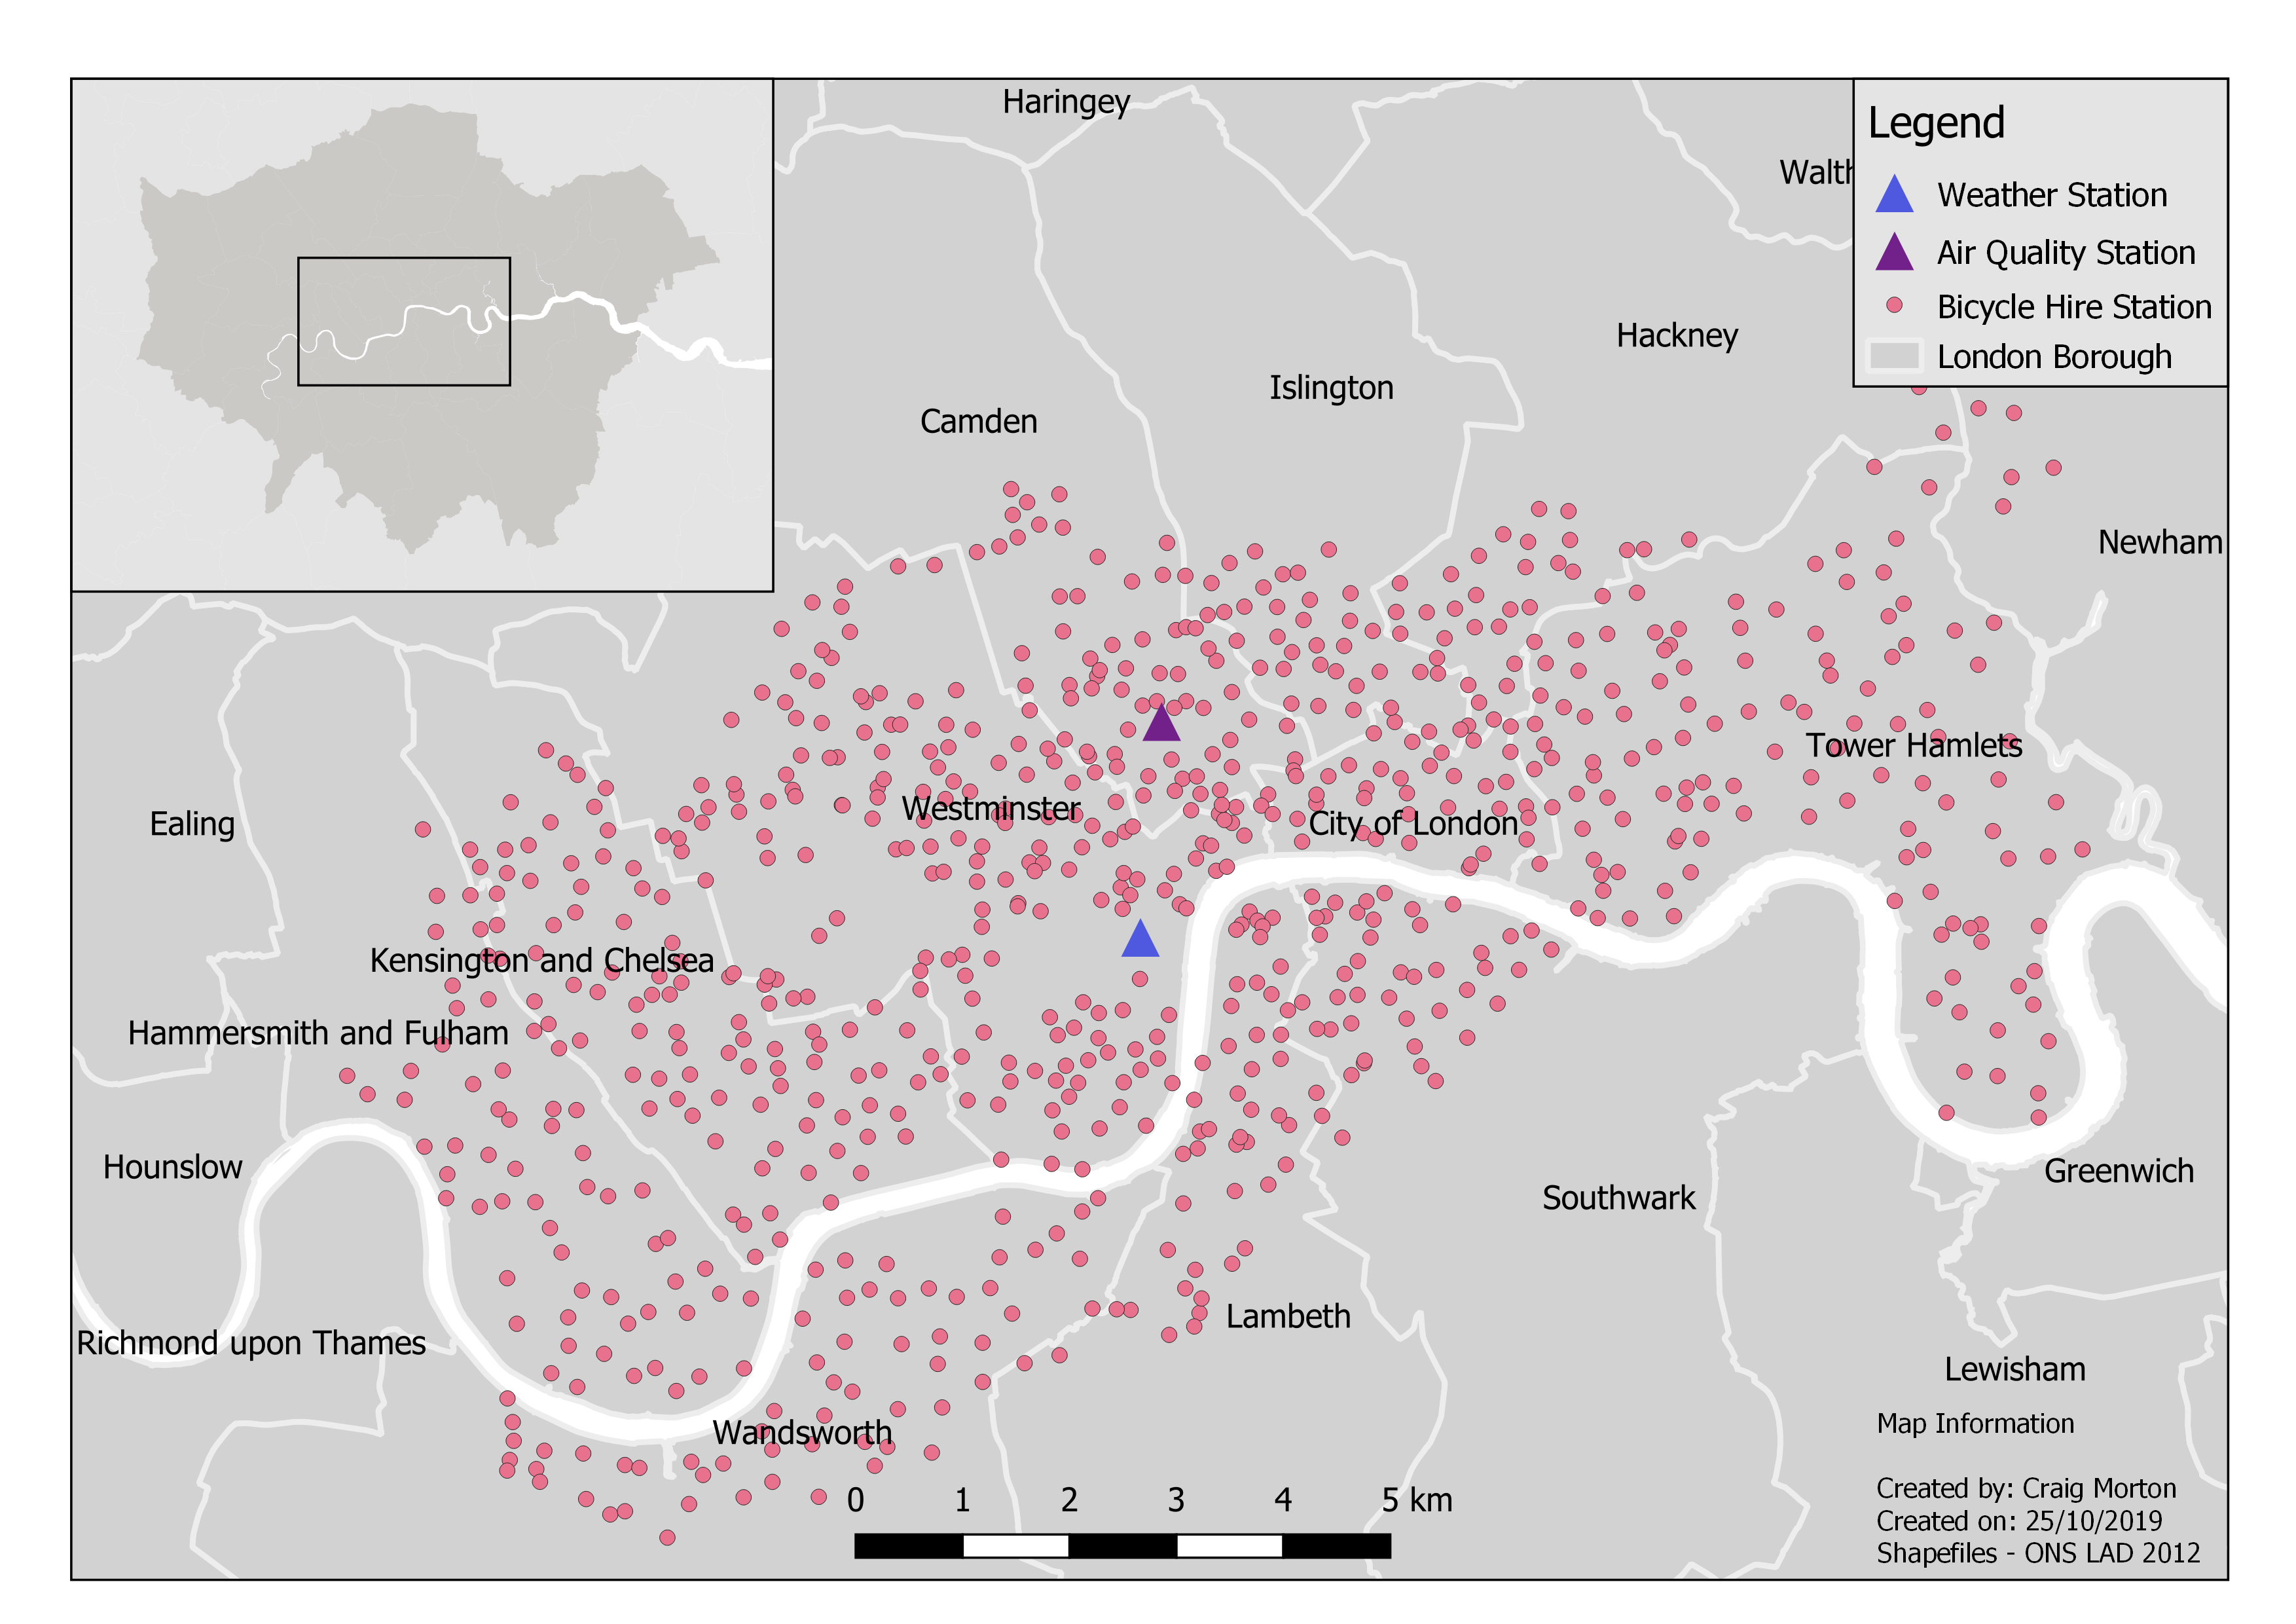 Haringey
Legend
Walth
Weather Station
Air Quality Station
Bicycle Hire Station
London Borough
Hackney
Islington
Camden
Newham
Tower Hamlets
Westminster
City of London
Ealing
Kensington and Chelsea
Hammersmith and Fulham
Hounslow
Greenwich
Southwark
Lambeth
Richmond upon Thames
Lewisham
Wandsworth
Map Information
0 1 2 3 4 5 km
Created by: Craig Morton
Created on: 25/10/2019
Shapefiles - ONS LAD 2012